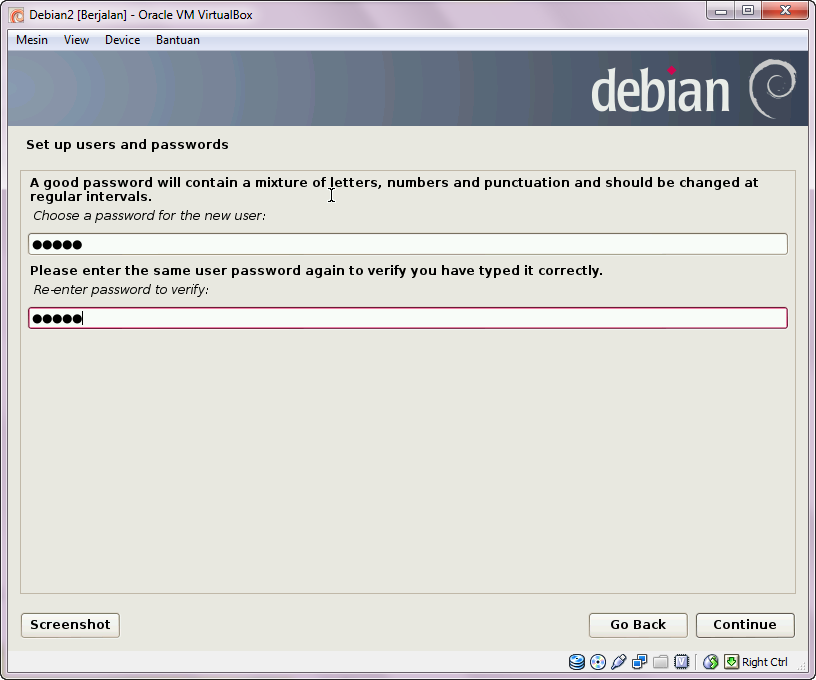 Debian2 [Berjalan] - Oracle VM VirtualBox
Mesin View Device Bantuan
debian
Set up users and passwords
A good password will contain a mixture of letters, numbers and punctuation and should be changed at
regular intervals.
Choose a password for the new user:
●●●●●
Please enter the same user password again to verify you have typed it correctly.
Re-enter password to verify:
●●●●●
Screenshot Go Back Continue
Right Ctrl